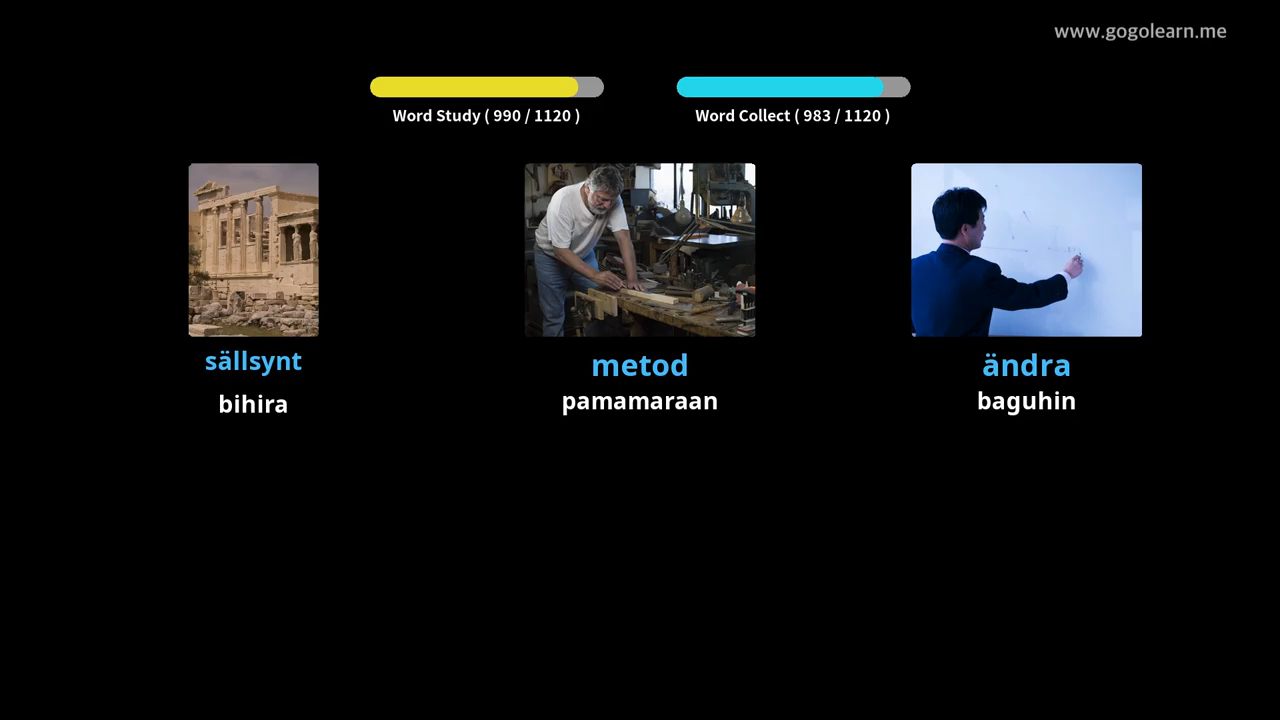 www.gogolearn.me
Word Study ( 990 / 1120 )
Word Collect ( 983 / 1120 )
sällsynt
bihira
metod
pamamaraan
ändra
baguhin